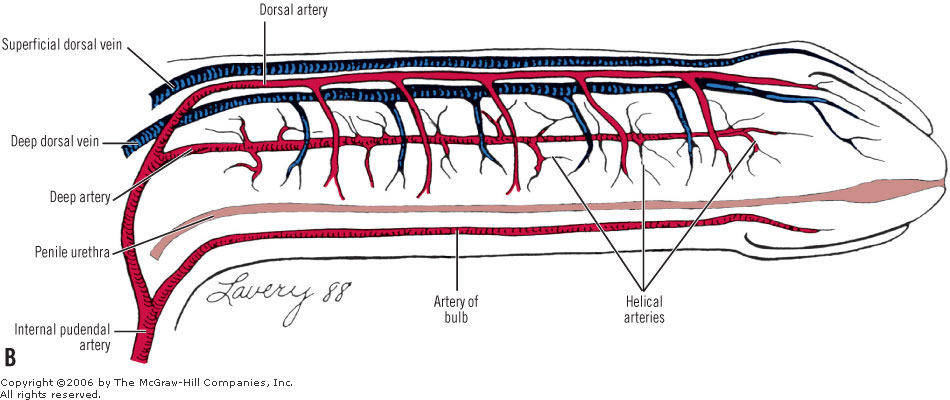 Dorsal artery
Superficial dorsal vein
Deep dorsal vein
Deep artery
Penile urethra
Internal pudendal
artery
Lavery 88
Artery of
bulb
Helical
arteries
B
Copyright ©2006 by The McGraw-Hill Companies, Inc.
All rights reserved.